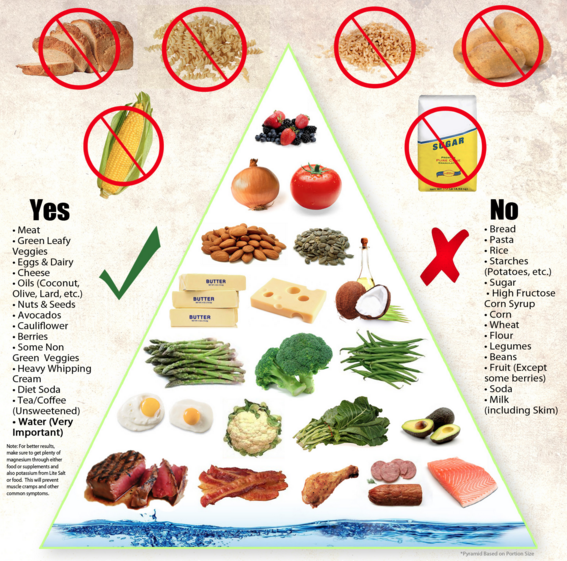 SUGAR
Yes
• Meat
• Green Leafy
Veggies
• Eggs & Dairy
• Cheese
• Oils (Coconut,
Olive, Lard, etc.)
• Nuts & Seeds
• Avocados
• Cauliflower
• Berries
• Some Non
Green Veggies
• Heavy Whipping
Cream
• Diet Soda
• Tea/Coffee
(Unsweetened)
• Water (Very
Important)
Note: For better results,
make sure to get plenty of
magnesium through either
food or supplements and
also potassium from Lite Salt
or food. This will prevent
muscle cramps and other
common symptoms.
BUTTER
BUTTER
BUTTER
No
• Bread
• Pasta
• Rice
• Starches
(Potatoes, etc.)
• Sugar
• High Fructose
Corn Syrup
• Corn
• Wheat
• Flour
• Legumes
• Beans
• Fruit (Except
some berries)
• Soda
• Milk
(including Skim)
*Pyramid Based on Portion Size